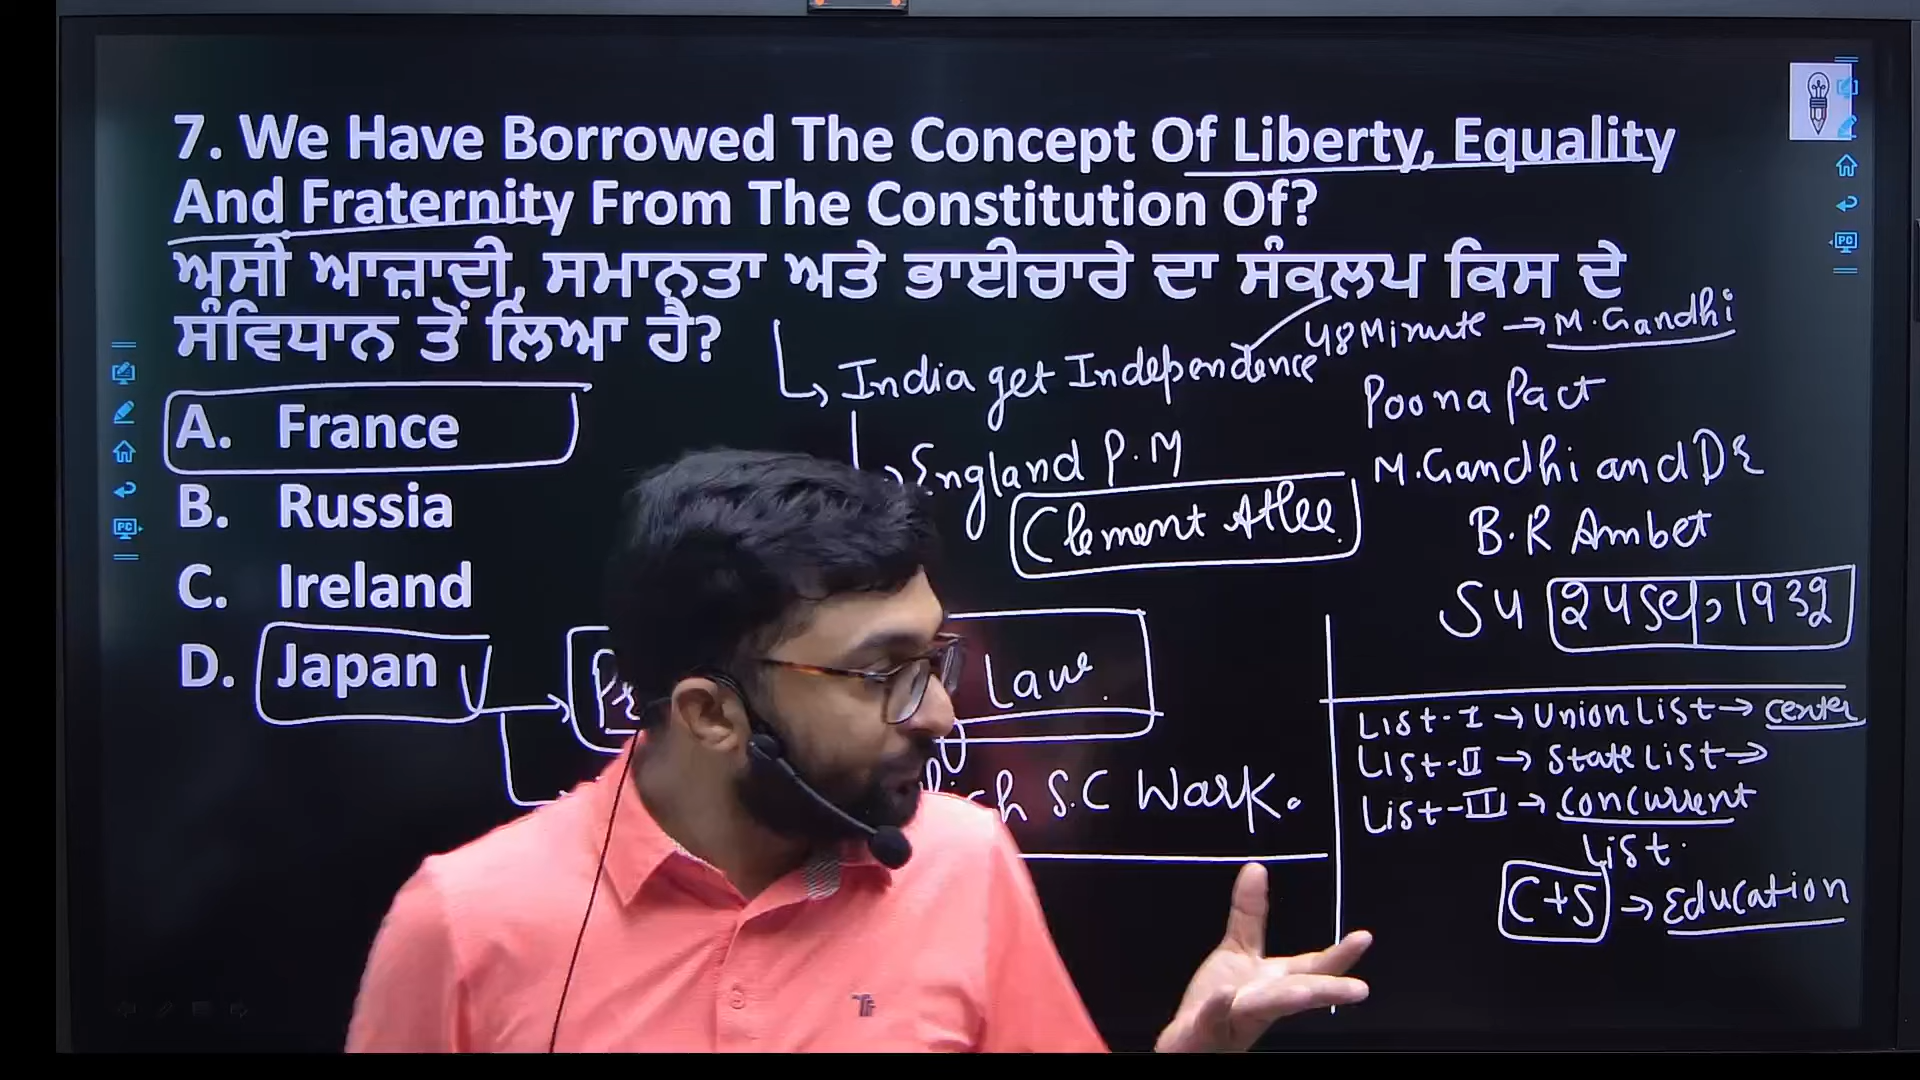 7. We Have Borrowed The Concept Of Liberty, Equality
And Fraternity From The Constitution Of?
ਅਸੀਂ ਆਜ਼ਾਦੀ, ਸਮਾਨਤਾ ਅਤੇ ਭਾਈਚਾਰੇ ਦਾ ਸੰਕਲਪ ਕਿਸ ਦੇ
ਸੰਵਿਧਾਨ ਤੋਂ ਲਿਆ ਹੈ?
A. France
B. Russia
C. Ireland
D. Japan
India get Independence
England P.M
Clement Atlee
48 Minute → M. Gandhi
Poona Pact
M. Gandhi and DR
B.R Ambet
SY 24 Sep, 1932
Law
S.C Work.
List-I → Union List → center
List-II → State List →
List-III → Concurrent
List.
C+S → Education
PC
PC